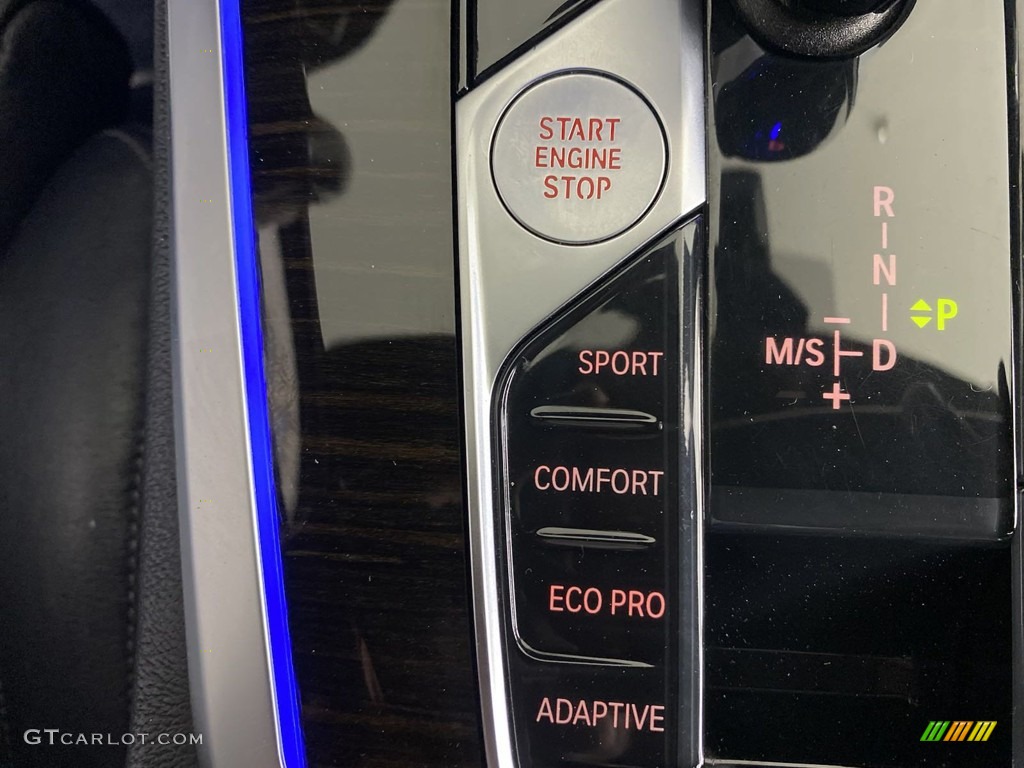 START
ENGINE
STOP
R
N
P
M/S D
+
SPORT
COMFORT
ECO PRO
ADAPTIVE
GTCARLOT.COM